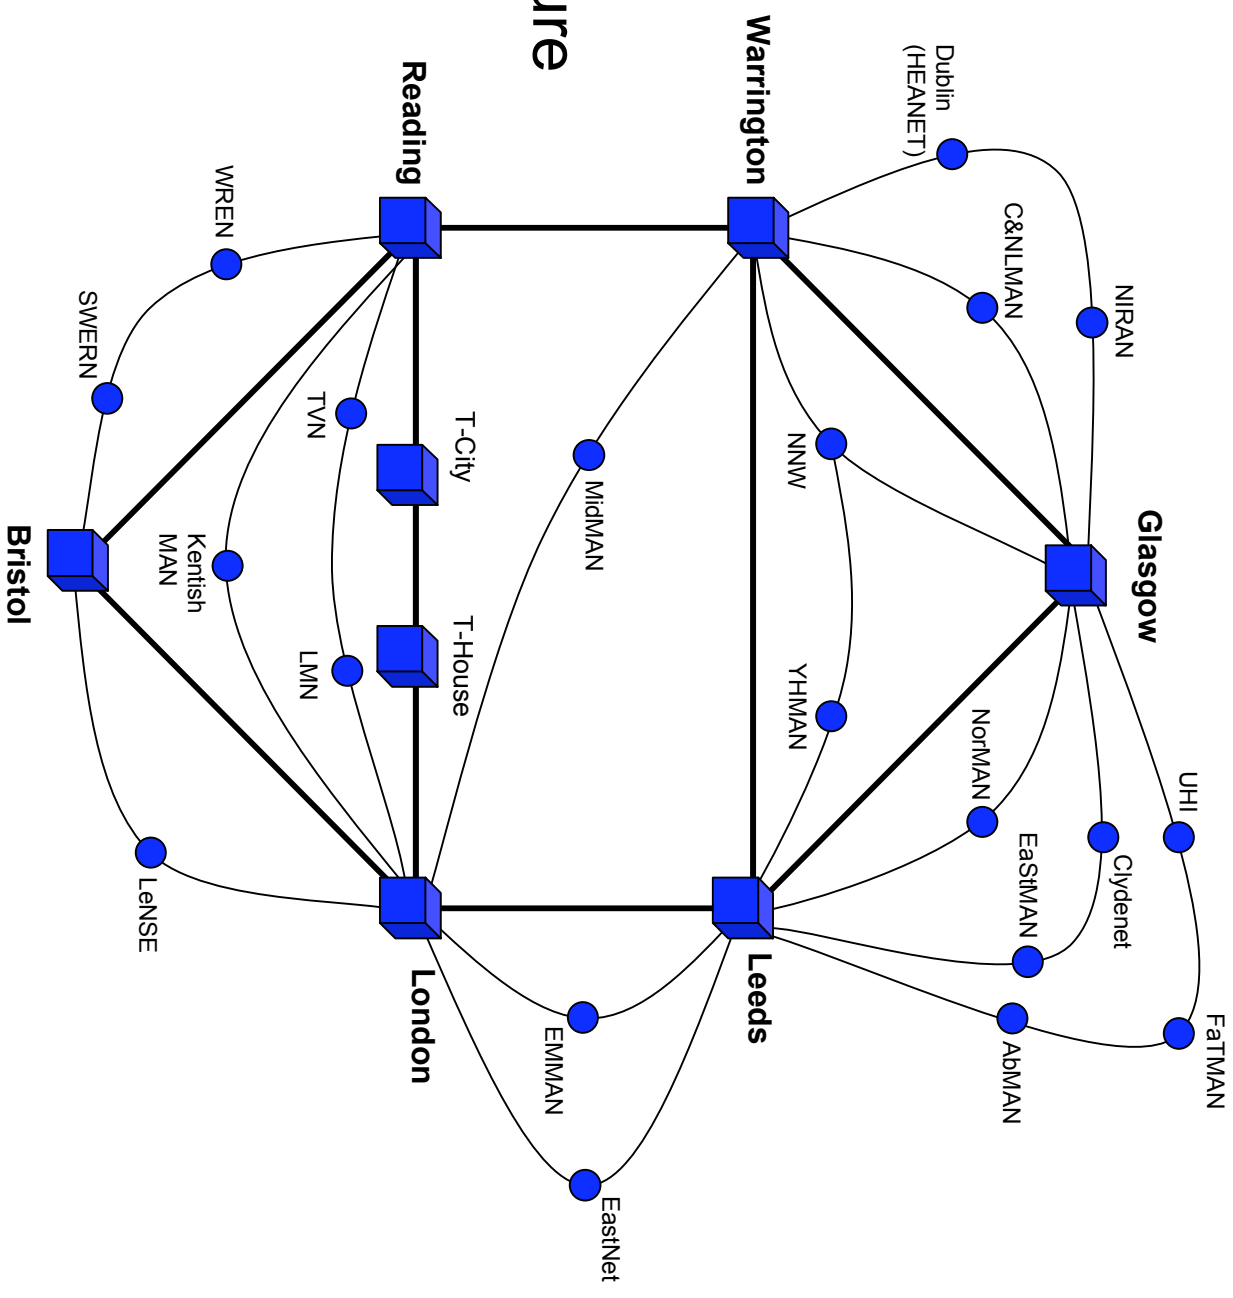 ure
Glasgow
NIRAN
UHI
FaTMAN
Clydenet
EaStMAN
AbMAN
C&NLMAN
NorMAN
Dublin
(HEANET)
NNW
YHMAN
Warrington
Leeds
MidMAN
EMMAN
EastNet
Reading
T-City
T-House
London
TVN
LMN
WREN
Kentish
MAN
SWERN
LeNSE
Bristol